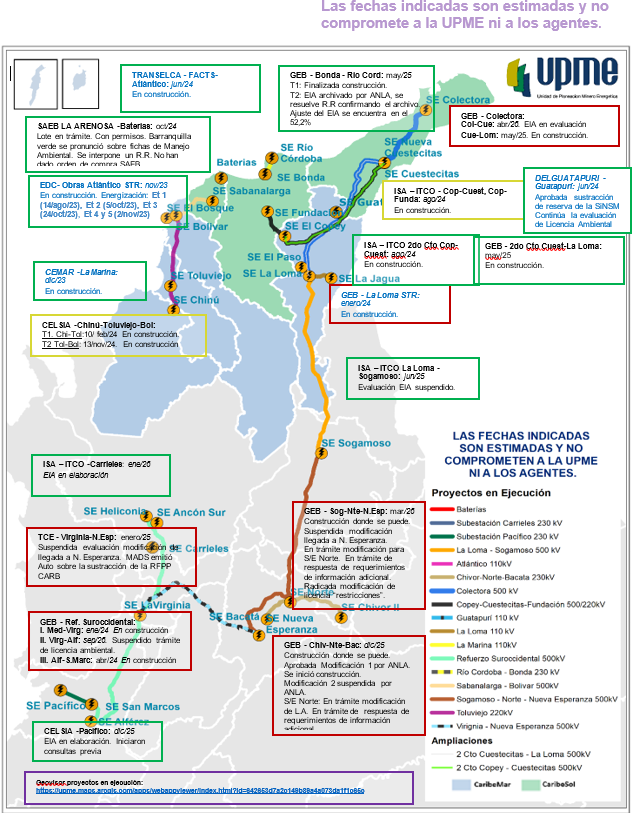 Las fechas indicadas son estimadas y no
compromete a la UPME ni a los agentes.
TRANSELCA - FACTS-
Atlántico: jun/24
En construcción.
GEB - Bonda - Río Cord: may/25
T1: Finalizada construcción.
T2: EIA archivado por ANLA, se
resuelve R.R confirmando el archivo.
Ajuste del EIA se encuentra en el
52,2%
upme
Unidad de Planeación Minero Energética
SE Colectora
GEB - Colectora:
Col-Cue: abr/26. EIA en evaluación
Cue-Lom: may/25. En construcción.
SAEB LA ARENOSA -Baterías: oct/24
Lote en trámite. Con permisos. Barranquilla
verde se pronunció sobre fichas de Manejo
Ambiental. Se interpone un R.R. No han
dado orden de compra SAEB
SE Nueva
Cuestecitas
SE Cuestecitas
SE Río
Córdoba
Baterías
SE Bonda
SE Sabanalarga
EDC- Obras Atlántico STR: nov/23
En construcción. Energización: Et 1
(14/ago/23), Et 2 (5/oct/23), Et 3
(24/oct/23), Et 4 y 5 (2/nov/23)
SE El Bosque
SE Bolívar
ISA – ITCO - Cop-Cuest, Cop-
Funda: ago/24
En construcción.
DELGUATAPURI -
Guatapurí: jun/24
Aprobada sustracción
de reserva de la SINSM
Continúa la evaluación
de Licencia Ambiental
SE Fundac
SE Guat
SE El Copey
ISA – ITCO 2do Cto Cop-
Cuest: ago/24
En construcción.
GEB - 2do Cto Cuest-La Loma:
may/25
En construcción.
SE El Paso
SE La Loma
SE La Jagua
CEMAR -La Marina:
dic/23
En construcción.
SE Toluviejo
SE Chinú
GEB - La Loma STR:
enero/24
En construcción.
CELSIA -Chinú-Toluviejo-Bol:
T1. Chi-Tol:10/ feb/24 En construcción.
T2 Tol-Bol: 13/nov/24. En construcción
ISA – ITCO La Loma -
Sogamoso: jun/25
Evaluación EIA suspendido.
SE Sogamoso
LAS FECHAS INDICADAS
SON ESTIMADAS Y NO
COMPROMETEN A LA UPME
NI A LOS AGENTES.
ISA – ITCO -Carrieles: ene/26
EIA en elaboración
SE Heliconia
SE Ancón Sur
SE Carrieles
TCE - Virginia-N.Esp: enero/25
Suspendida evaluación modificación de
llegada a N. Esperanza. MADS emitió
Auto sobre la sustracción de la RFPP
CARB
GEB - Sog-Nte-N.Esp: mar/26
Construcción donde se puede.
Suspendida modificación
llegada a N. Esperanza.
En trámite modificación para
S/E Norte. En trámite de
respuesta de requerimientos
de información adicional.
Radicada modificación de
Licencia "restricciones".
Proyectos en Ejecución
Baterías
Subestación Carrieles 230 kV
Subestación Pacífico 230 kV
La Loma - Sogamoso 500 kV
Atlántico 110kV
Chivor-Norte-Bacata 230kV
Colectora 500 kV
Copey-Cuestecitas-Fundación 500/220kV
Guatapurí 110 kV
La Loma 110 kV
La Marina 110kV
Refuerzo Suroccidental 500kV
Río Cordoba - Bonda 230 kV
Sabanalarga - Bolivar 500kV
Sogamoso - Norte - Nueva Esperanza 500kV
Toluviejo 220kV
Virignia - Nueva Esperanza 500kV
Ampliaciones
2 Cto Cuestecitas - La Loma 500kV
2 Cto Copey - Cuestecitas 500kV
CaribeMar
CaribeSol
SE LaVirginia
SE Norte
SE Bacatá
SE Chivor II
SE Nueva
Esperanza
GEB - Ref. Suroccidental:
I. Med-Virg: ene/24 En construcción
II. Virg-Alf: sep/26. Suspendido trámite
de licencia ambiental.
III. Alf-S.Marc: abr/24 En construcción
GEB - Chiv-Nte-Bac: dic/25
Construcción donde se puede.
Aprobada Modificación 1 por ANLA.
Se inició construcción.
Modificación 2 suspendida por
ANLA.
S/E Norte: En trámite modificación
de L.A. En trámite de respuesta de
requerimientos de información
adicional
SE Pacífico
SE San Marcos
SE Alférez
CELSIA -Pacífico: dic/25
EIA en elaboración. Iniciaron
consultas previa
Geovisor proyectos en ejecución: